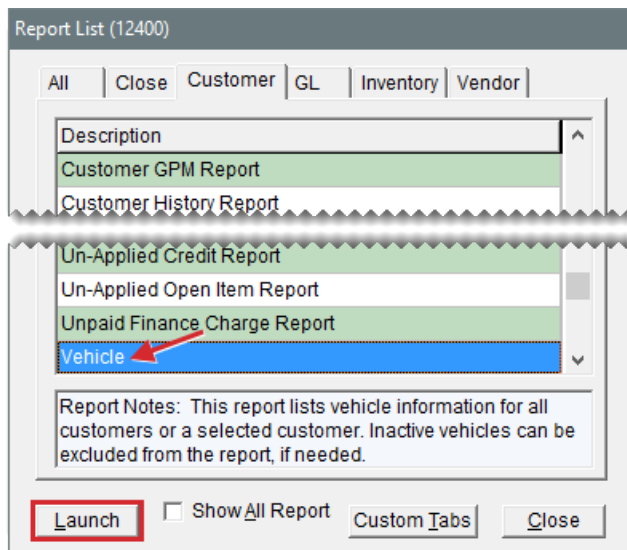 Report List (12400)
All Close Customer GL Inventory Vendor
Description
Customer GPM Report
Customer History Report
Un-Applied Credit Report
Un-Applied Open Item Report
Unpaid Finance Charge Report
Vehicle
Report Notes: This report lists vehicle information for all
customers or a selected customer. Inactive vehicles can be
excluded from the report, if needed.
Launch Show All Report Custom Tabs Close